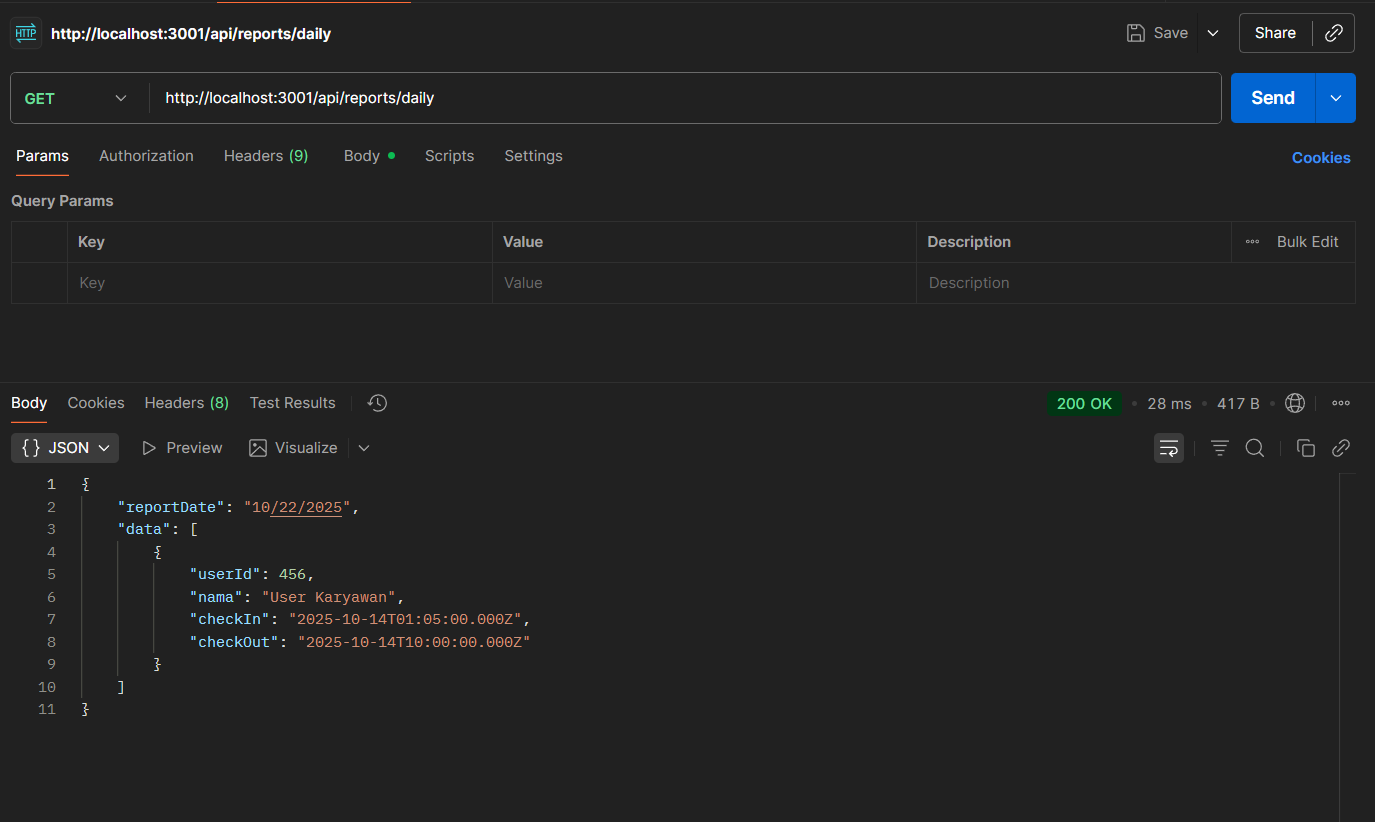 HTTP http://localhost:3001/api/reports/daily Save Share
GET http://localhost:3001/api/reports/daily Send
Params Authorization Headers (9) Body Scripts Settings Cookies
Query Params
Key Value Description Bulk Edit
Key Value Description
Body Cookies Headers (8) Test Results 200 OK 28 ms 417 B
{} JSON Preview Visualize
1 {
2 "reportDate": "10/22/2025",
3 "data": [
4 {
5 "userId": 456,
6 "nama": "User Karyawan",
7 "checkIn": "2025-10-14T01:05:00.000Z",
8 "checkOut": "2025-10-14T10:00:00.000Z"
9 }
10 ]
11 }